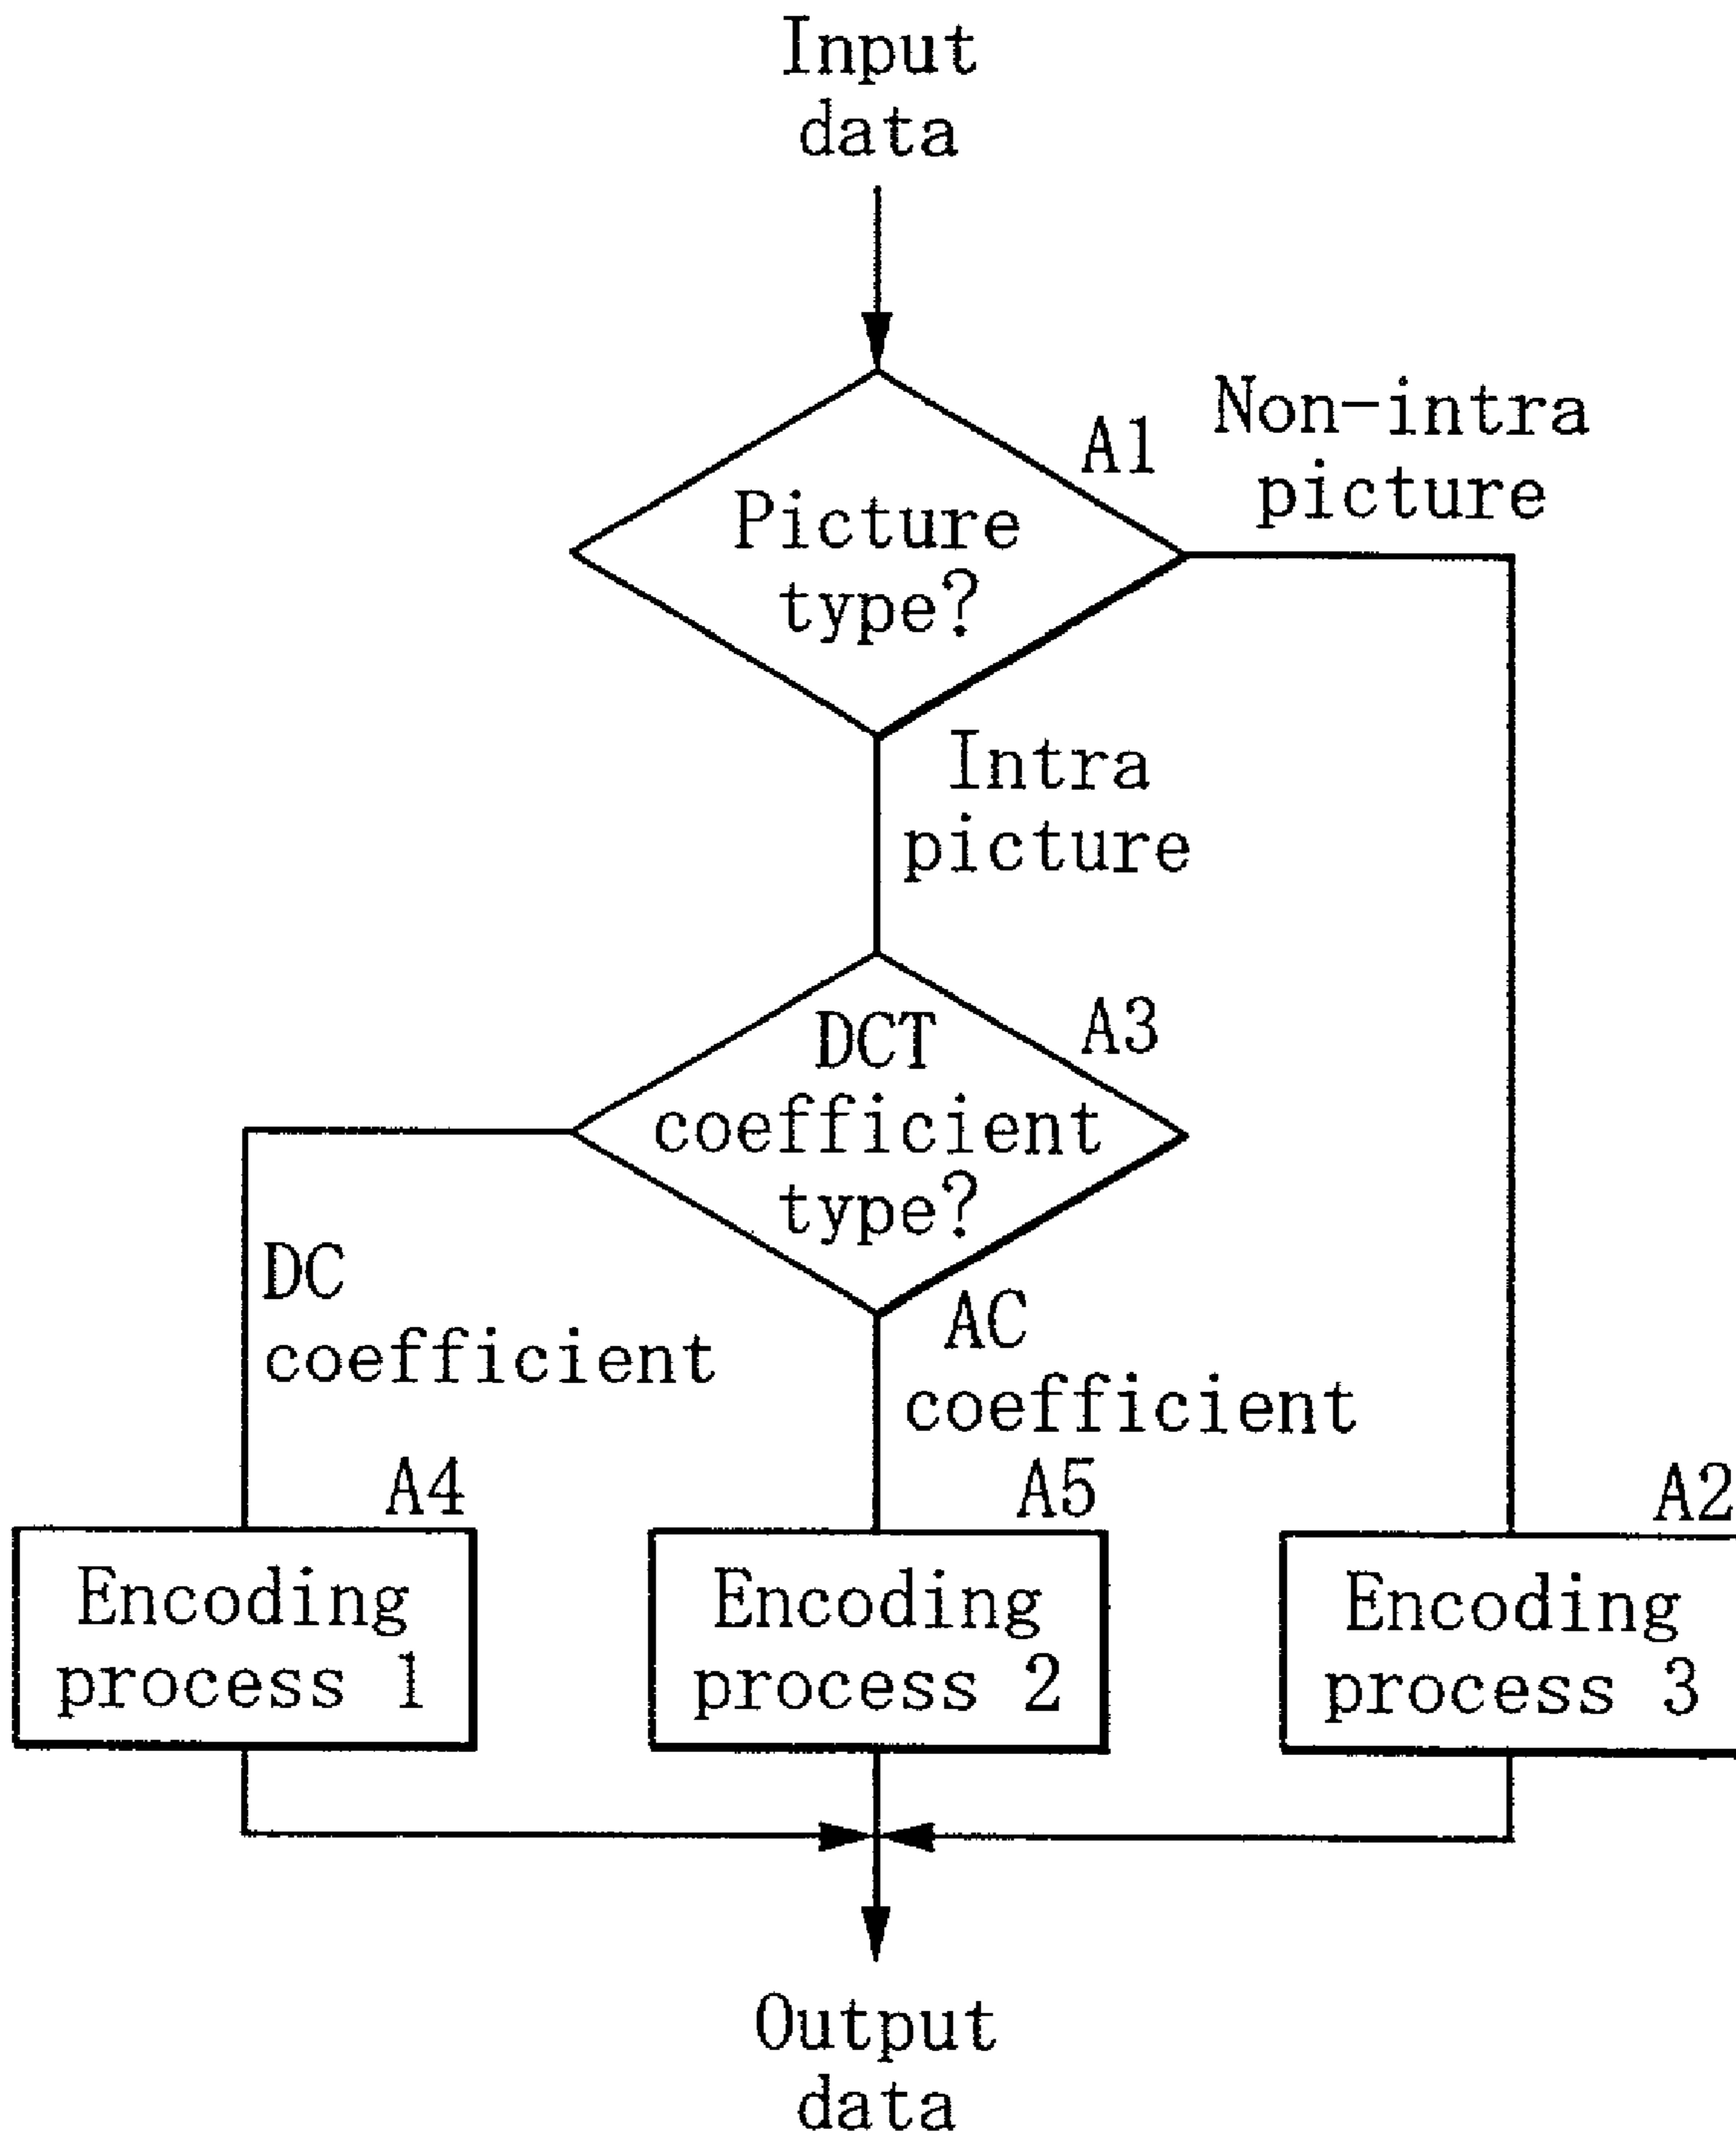 Input
data
A1
Non-intra
picture
Picture
type?
Intra
picture
A3
DCT
coefficient
type?
DC
coefficient
AC
coefficient
A4
A5
A2
Encoding
process 1
Encoding
process 2
Encoding
process 3
Output
data